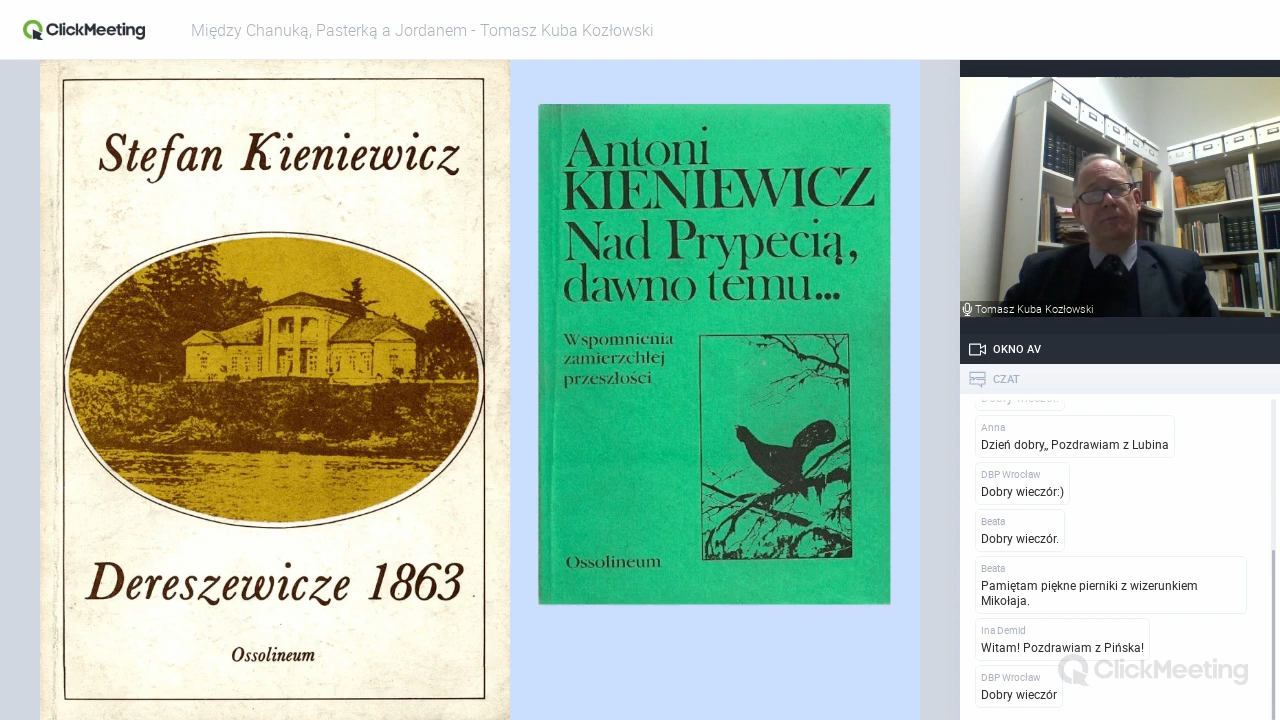 ClickMeeting
Między Chanuką, Pasterką a Jordanem - Tomasz Kuba Kozłowski
Stefan Kieniewicz
Dereszewicze 1863
Ossolineum
Antoni
KIENIEWICZ
Nad Prypecią,
dawno temu...
Wspomnienia
zamierzchłej
przeszłości
Ossolineum
Tomasz Kuba Kozłowski
OKNO AV
CZAT
Dobry wieczór.
Anna
Dzień dobry,, Pozdrawiam z Lubina
DBP Wrocław
Dobry wieczór:)
Beata
Dobry wieczór.
Beata
Pamiętam piękne pierniki z wizerunkiem
Mikołaja.
Ina Demid
Witam! Pozdrawiam z Pińska!
DBP Wrocław
Dobry wieczór
ClickMeeting